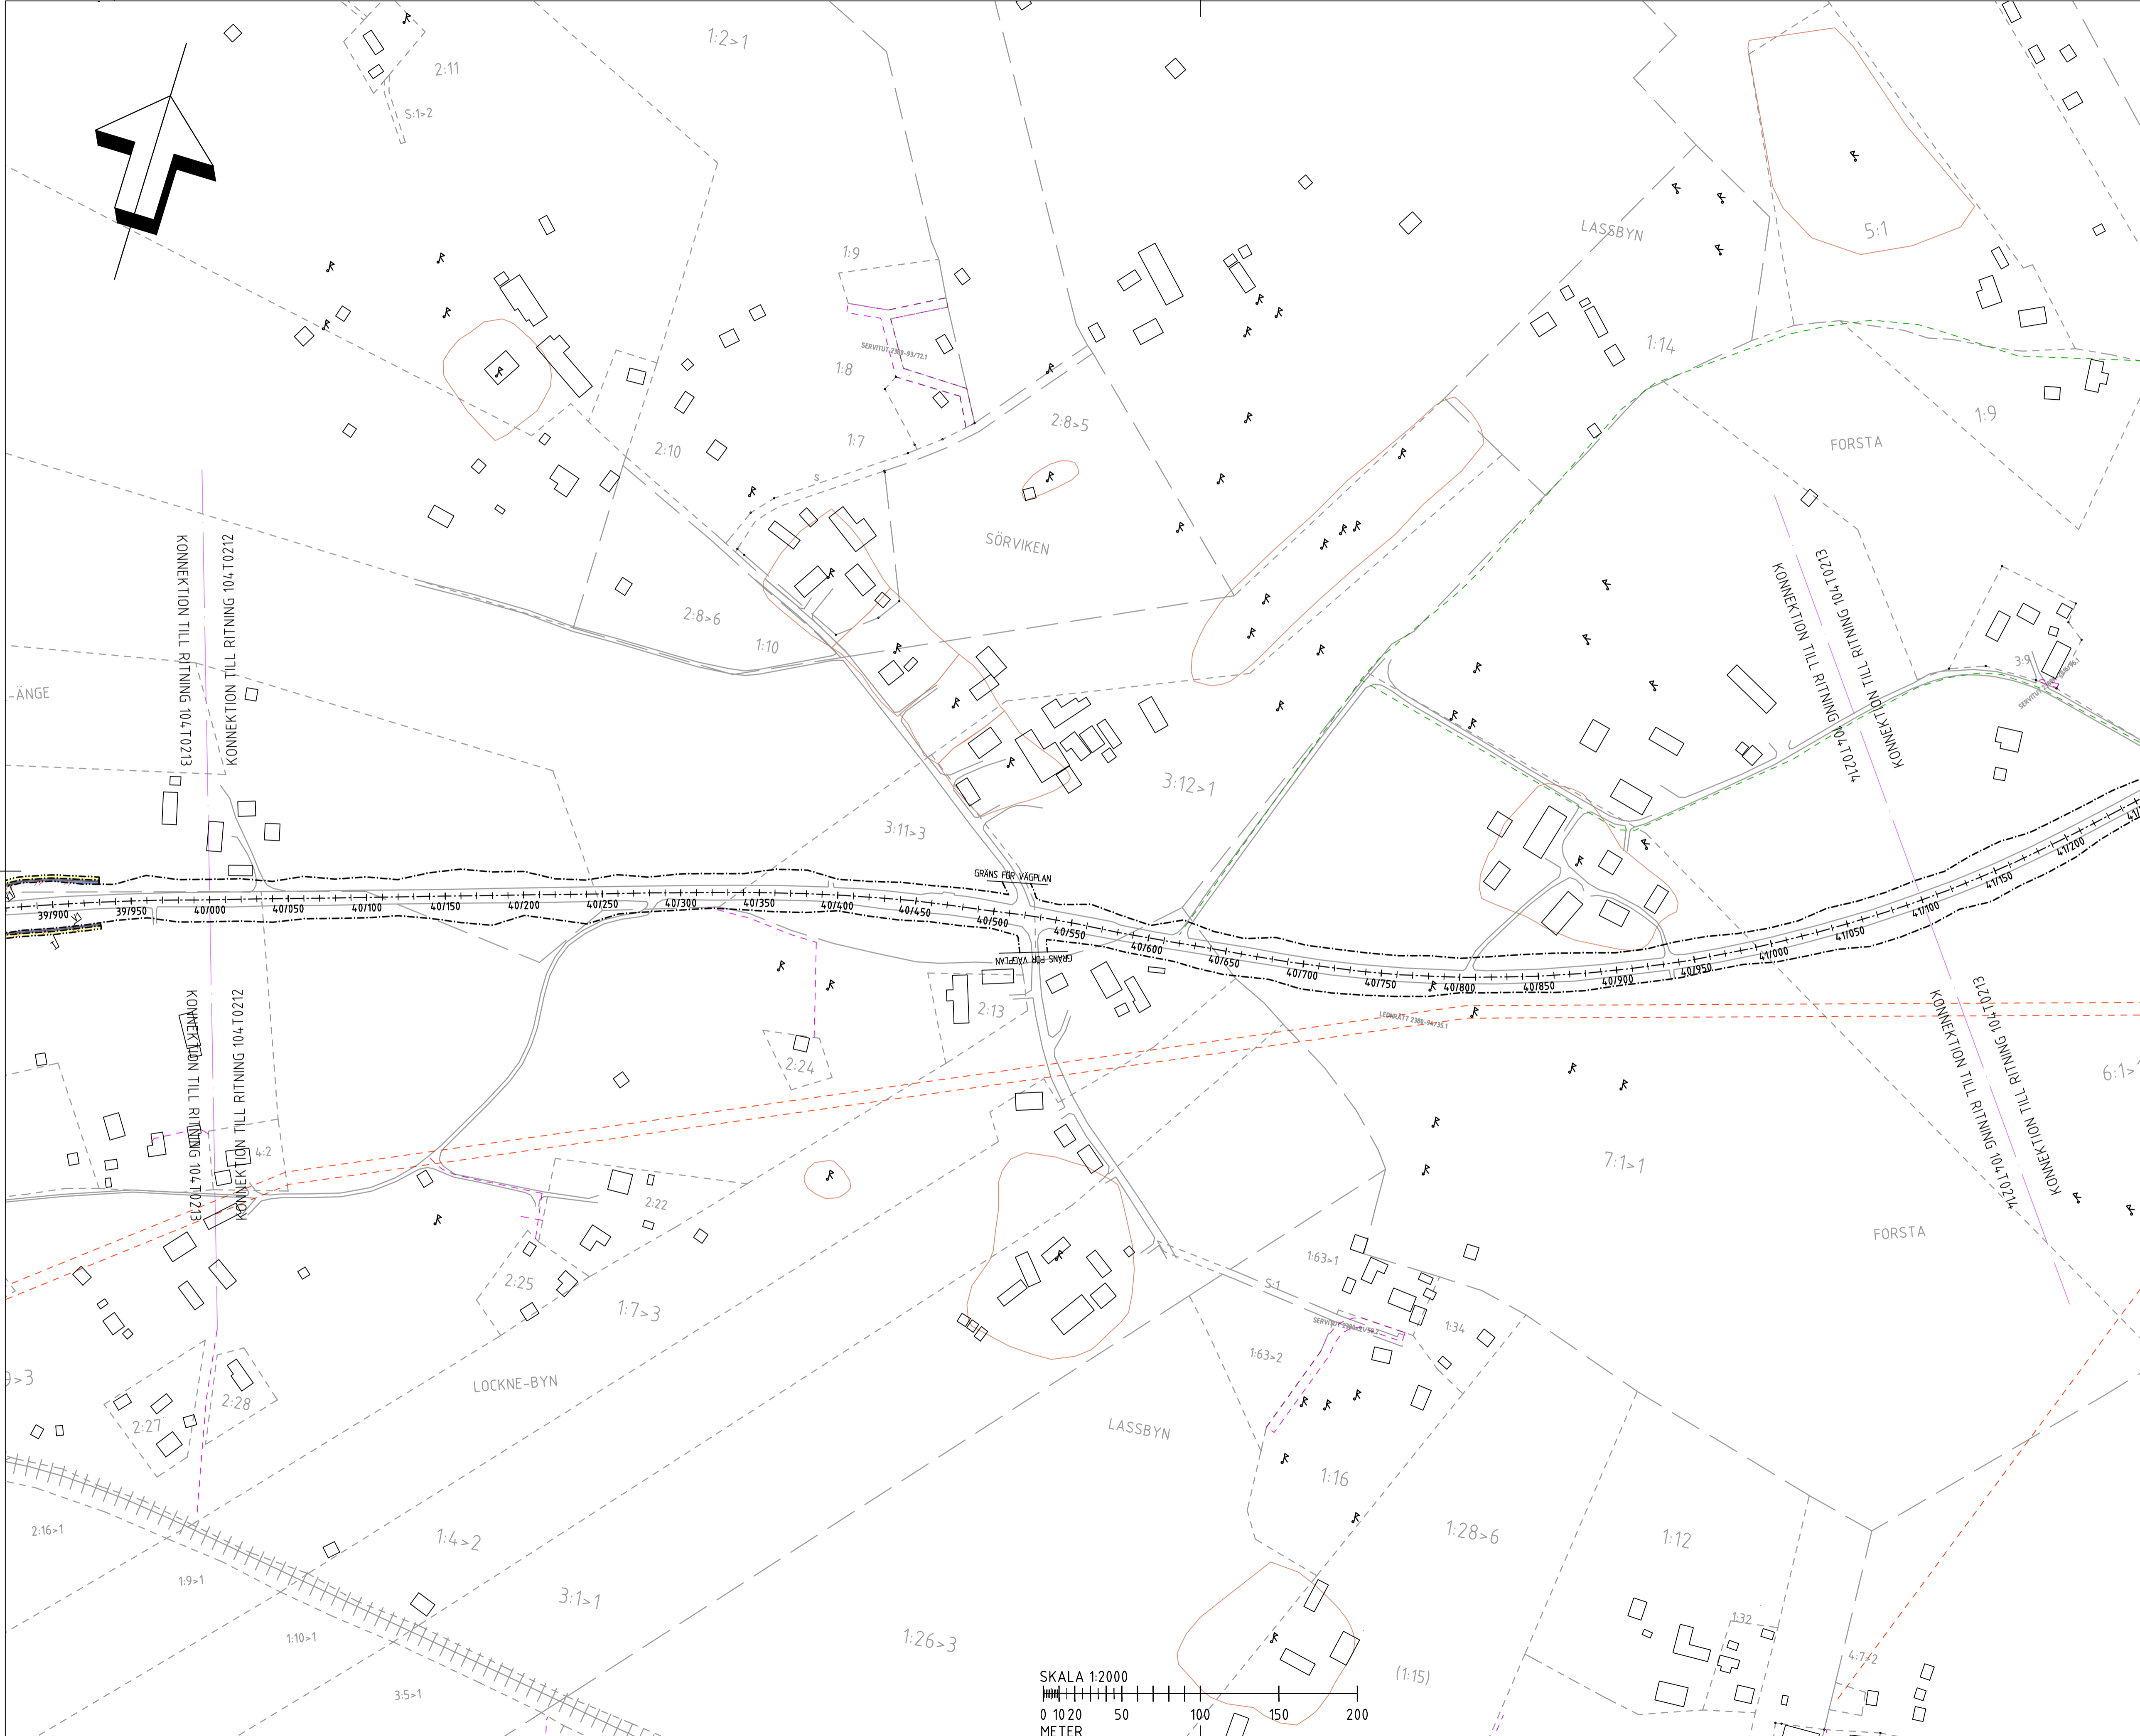 1:2>1
2:11
S:1>2
LASSBYN
5:1
1:9
1:14
SERVITUT 2380-93/72.1
1:8
2:8>5
1:9
1:7
2:10
FORSTA
S
SÖRVIKEN
KONNEKTION TILL RITNING 104T0213
KONNEKTION TILL RITNING 104T0212
KONNEKTION TILL RITNING 104T0214
KONNEKTION TILL RITNING 104T0213
2:8>6
1:10
3:9
-ÄNGE
3:12>1
3:11>3
GRÄNS FÖR VÄGPLAN
39/900
39/950
40/000
40/050
40/100
40/150
40/200
40/250
40/300
40/350
40/400
40/450
40/500
40/550
40/600
40/650
40/700
40/750
40/800
40/850
40/900
40/950
41/000
41/050
41/100
41/150
41/200
GRÄNS FÖR VÄGPLAN
KONNEKTION TILL RITNING 104T0213
KONNEKTION TILL RITNING 104T0212
KONNEKTION TILL RITNING 104T0214
KONNEKTION TILL RITNING 104T0213
2:13
2:24
6:1>
4:2
7:1>1
2:22
FORSTA
1:63>1
2:25
S:1
1:7>3
1:34
1:63>2
9>3
LOCKNE-BYN
2:28
2:27
LASSBYN
1:16
2:16>1
1:4>2
1:28>6
1:12
1:9>1
3:1>1
1:32
1:10>1
1:26>3
4:7>2
(1:15)
3:5>1
SKALA 1:2000
0 10 20 50 100 150 200
METER